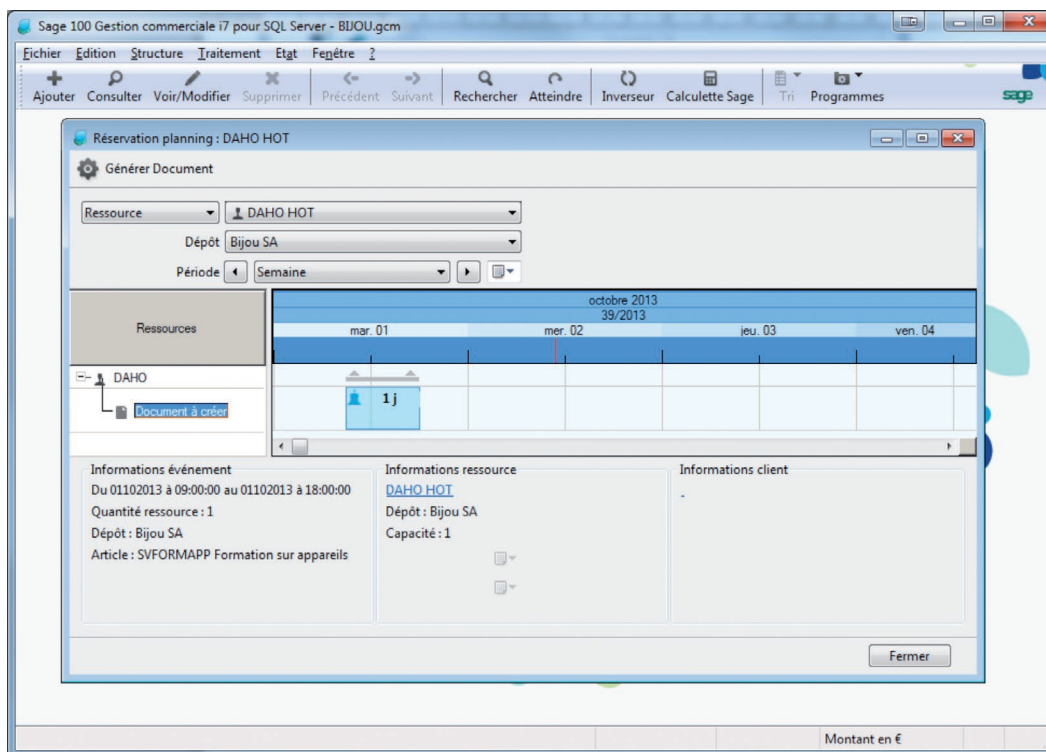 Sage 100 Gestion commerciale i7 pour SQL Server - BIJOU.gcm
Fichier Edition Structure Traitement Etat Fenêtre ?
Ajouter Consulter Voir/Modifier Supprimer Précédent Suivant Rechercher Atteindre Inverseur Calculette Sage Tri Programmes sage
Réservation planning : DAHO HOT
Générer Document
Ressource DAHO HOT
Dépôt Bijou SA
Période Semaine
Ressources
octobre 2013
39/2013
mar. 01 mer. 02 jeu. 03 ven. 04
DAHO
Document à créer 1 j
Informations événement
Du 01102013 à 09:00:00 au 01102013 à 18:00:00
Quantité ressource : 1
Dépôt : Bijou SA
Article : SVFORMAPP Formation sur appareils
Informations ressource
DAHO HOT
Dépôt : Bijou SA
Capacité : 1
Informations client
-
Fermer
Montant en €